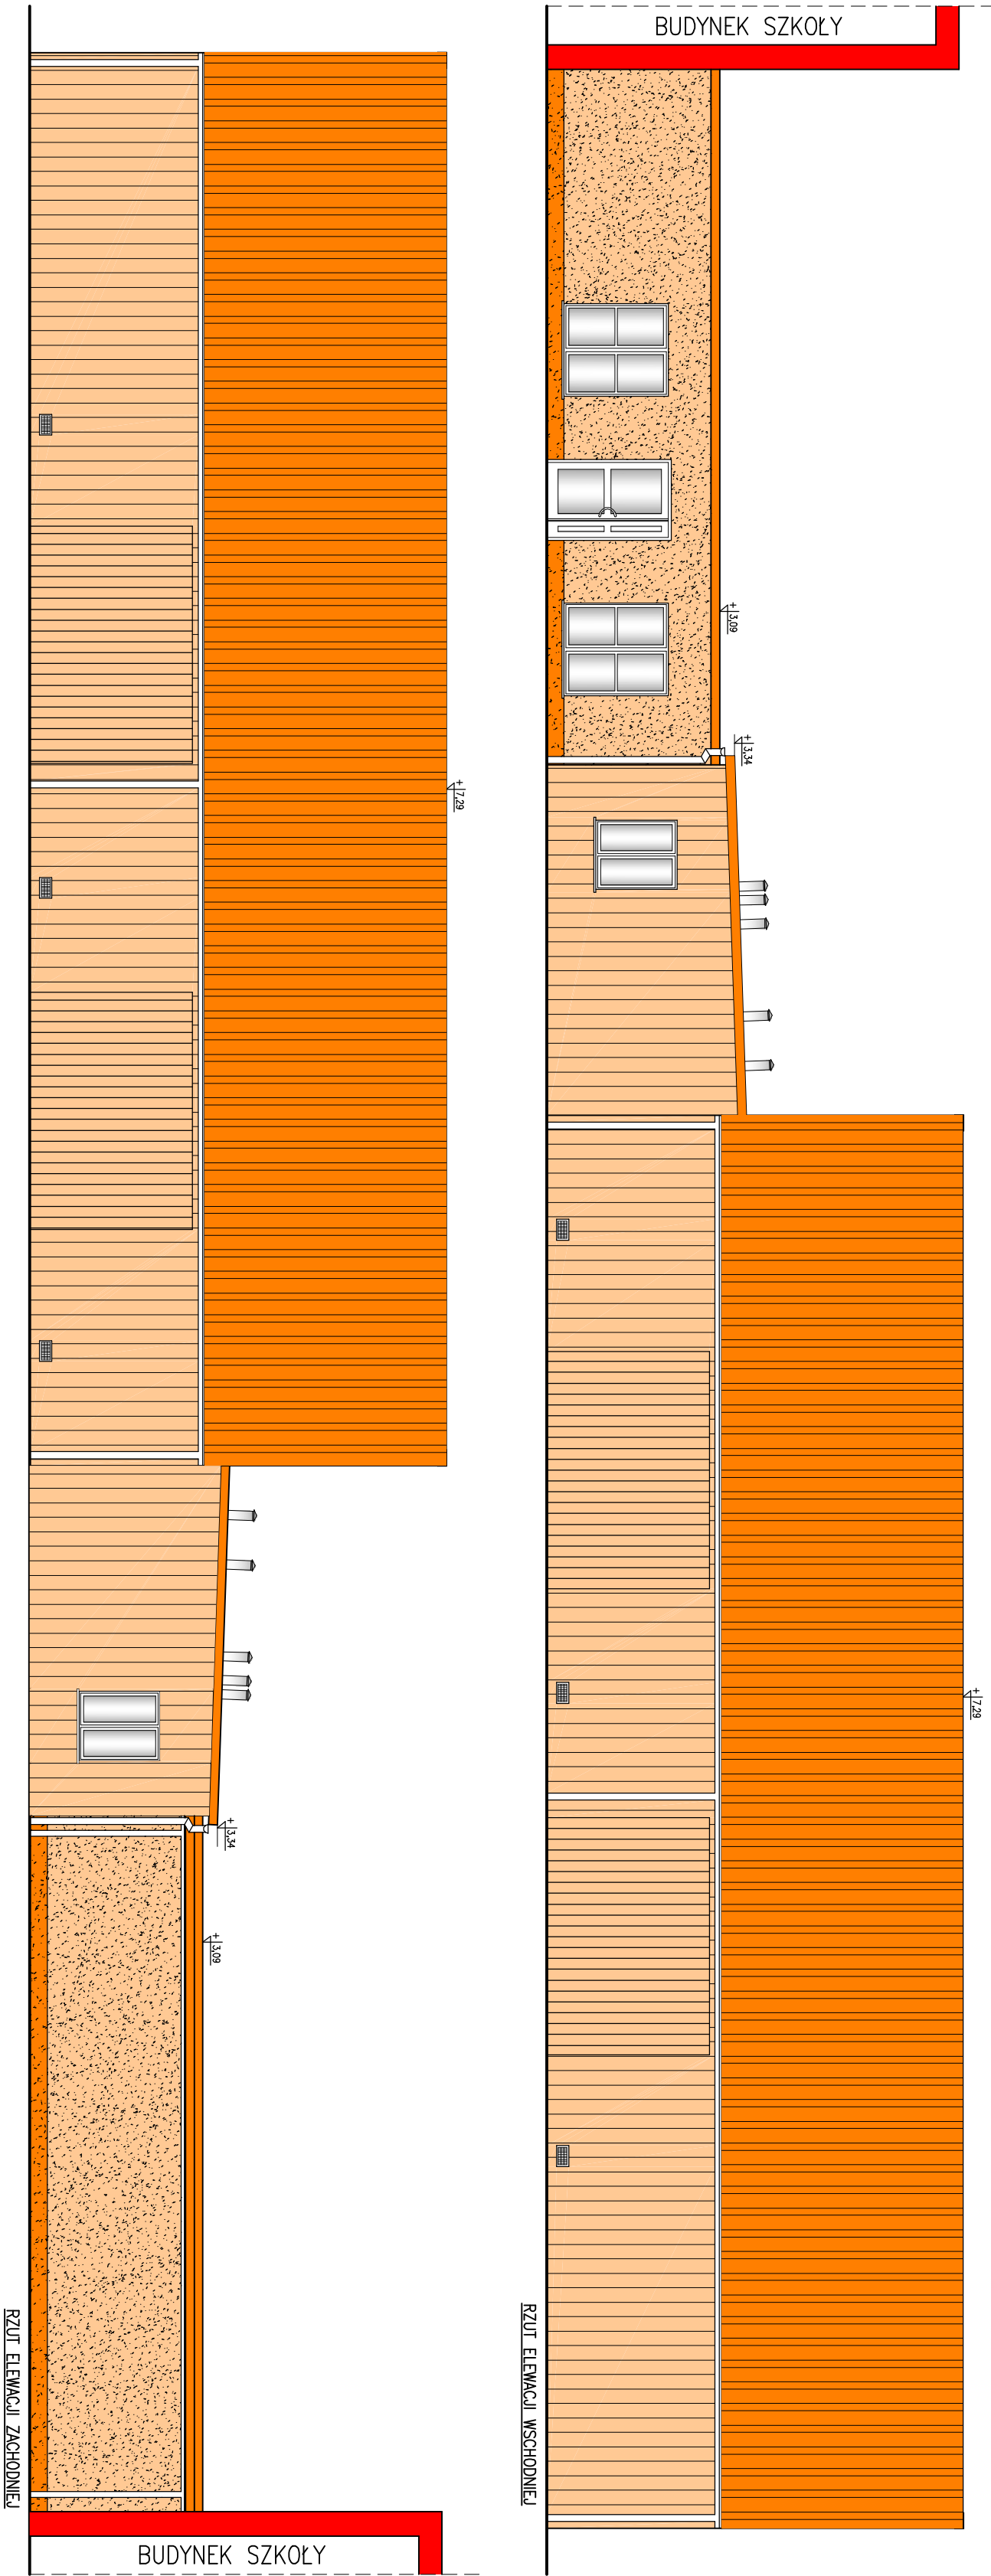 BUDYNEK SZKOŁY
+3,09
+3,34
+7,29
RZUT ELEWACJI WSCHODNIEJ
+7,29
+3,34
+3,09
BUDYNEK SZKOŁY
RZUT ELEWACJI ZACHODNIEJ